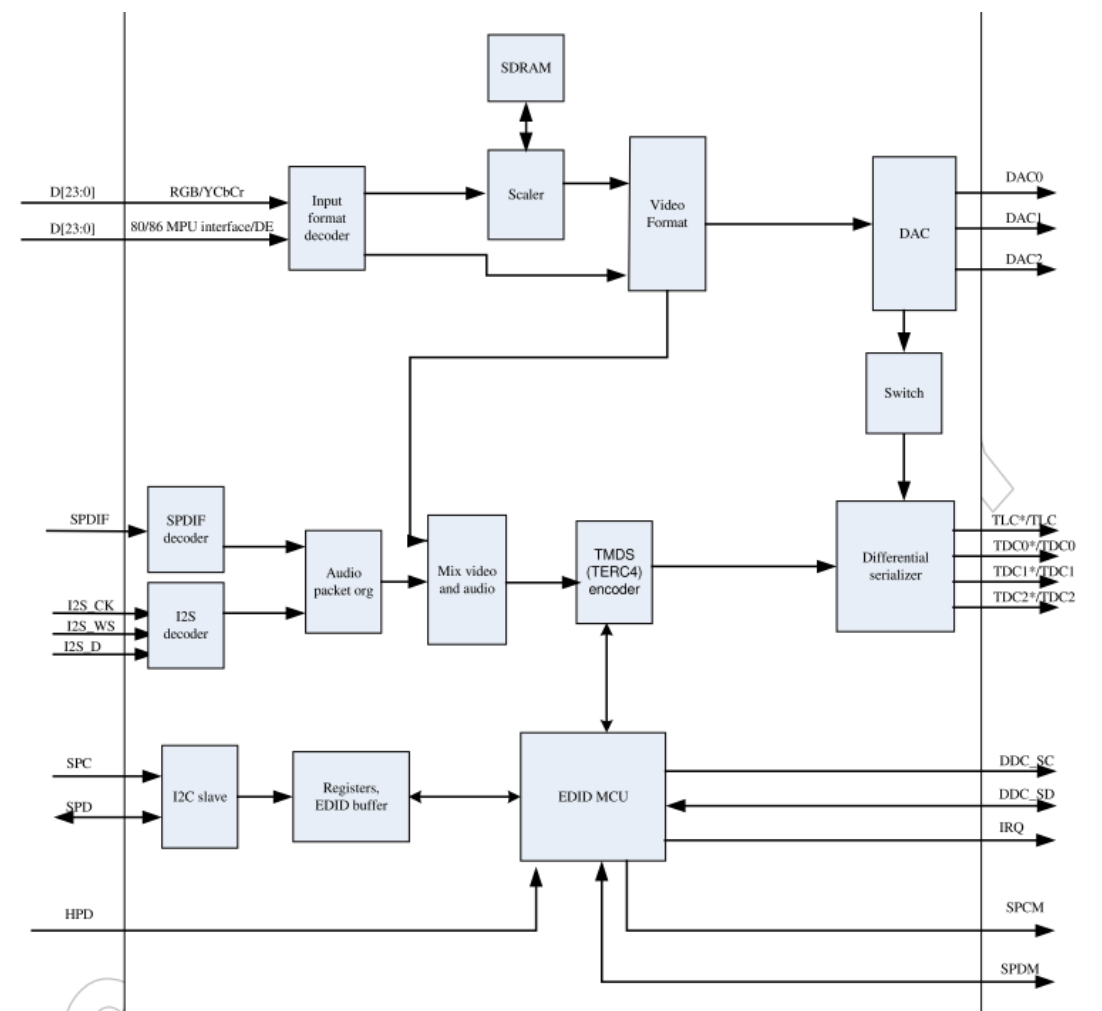 SDRAM
D[23:0]
RGB/YCbCr
D[23:0]
80/86 MPU interface/DE
Input
format
decoder
Scaler
Video
Format
DAC
DAC0
DAC1
DAC2
Switch
SPDIF
SPDIF
decoder
I2S_CK
I2S_WS
I2S_D
I2S
decoder
Audio
packet org
Mix video
and audio
TMDS
(TERC4)
encoder
Differential
serializer
TLC*/TLC
TDC0*/TDC0
TDC1*/TDC1
TDC2*/TDC2
SPC
SPD
I2C slave
Registers,
EDID buffer
EDID MCU
DDC_SC
DDC_SD
IRQ
HPD
SPCM
SPDM